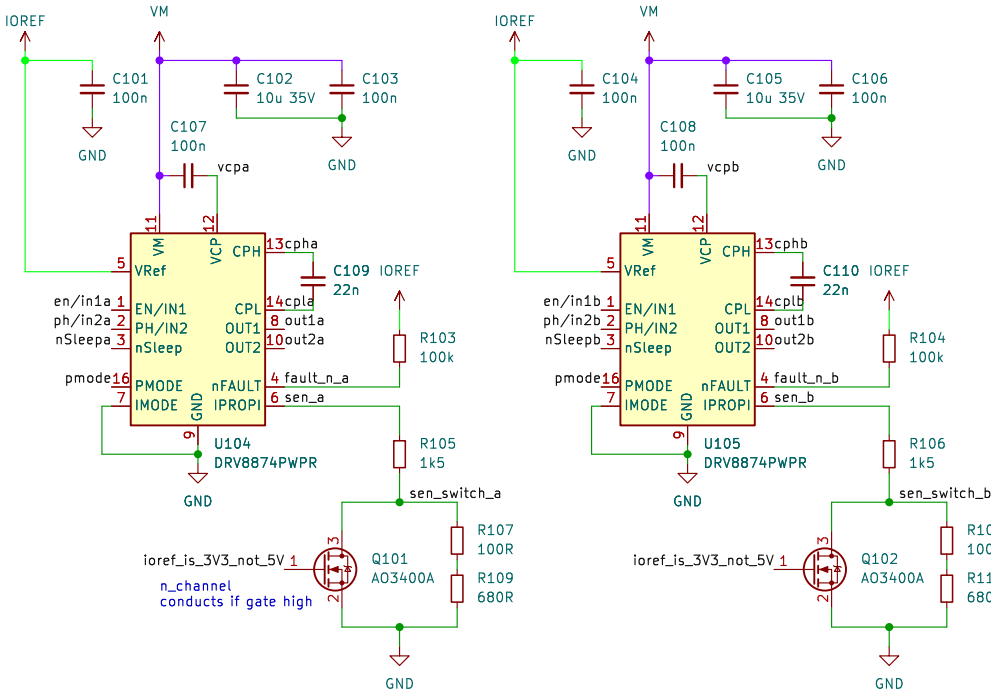 IOREF
VM
C101
100n
GND
C102
10u 35V
C103
100n
GND
C107
100n
vcpa
11
12
VM
VCP
CPH
13
cpha
5
VRef
C109
22n
IOREF
en/in1a
1
EN/IN1
CPL
14
cpla
ph/in2a
2
PH/IN2
OUT1
8
out1a
nSleepa
3
nSleep
OUT2
10
out2a
R103
100k
pmode
16
PMODE
nFAULT
4
fault_n_a
7
IMODE
GND
IPROPI
6
sen_a
9
U104
DRV8874PWPR
GND
R105
1k5
sen_switch_a
ioref_is_3V3_not_5V
1
3
2
Q101
AO3400A
R107
100R
R109
680R
n_channel
conducts if gate high
GND
IOREF
VM
C104
100n
GND
C105
10u 35V
C106
100n
GND
C108
100n
vcpb
11
12
VM
VCP
CPH
13
cphb
5
VRef
C110
22n
IOREF
en/in1b
1
EN/IN1
CPL
14
cplb
ph/in2b
2
PH/IN2
OUT1
8
out1b
nSleepb
3
nSleep
OUT2
10
out2b
R104
100k
pmode
16
PMODE
nFAULT
4
fault_n_b
7
IMODE
GND
IPROPI
6
sen_b
9
U105
DRV8874PWPR
GND
R106
1k5
sen_switch_b
ioref_is_3V3_not_5V
1
3
2
Q102
AO3400A
GND